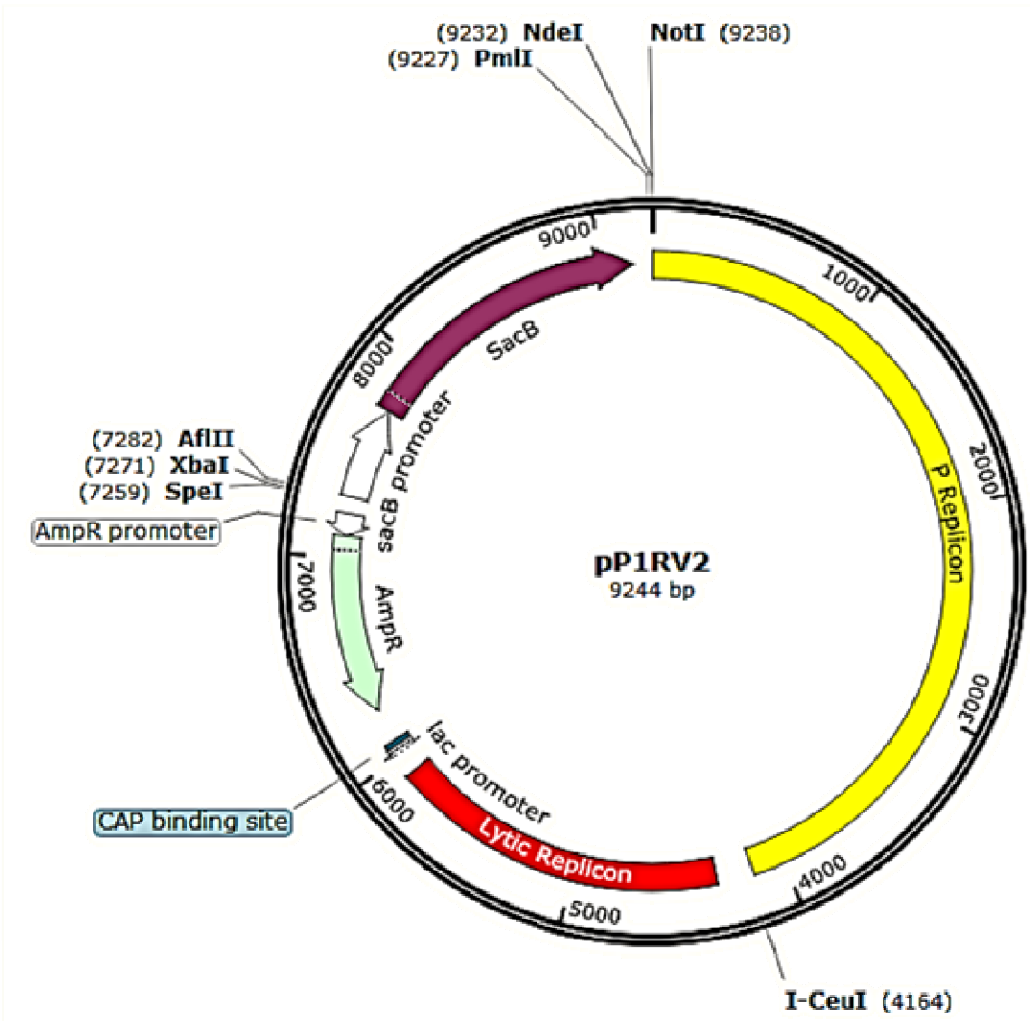 (9232) NdeI
NotI (9238)
(9227) PmlI
9000
1000
SacB
8000
sacB promoter
2000
(7282) AflII
(7271) XbaI
(7259) SpeI
P Replicon
AmpR promoter
pP1RV2
9244 bp
7000
AmpR
3000
lac promoter
6000
CAP binding site
Lytic Replicon
4000
5000
I-CeuI (4164)